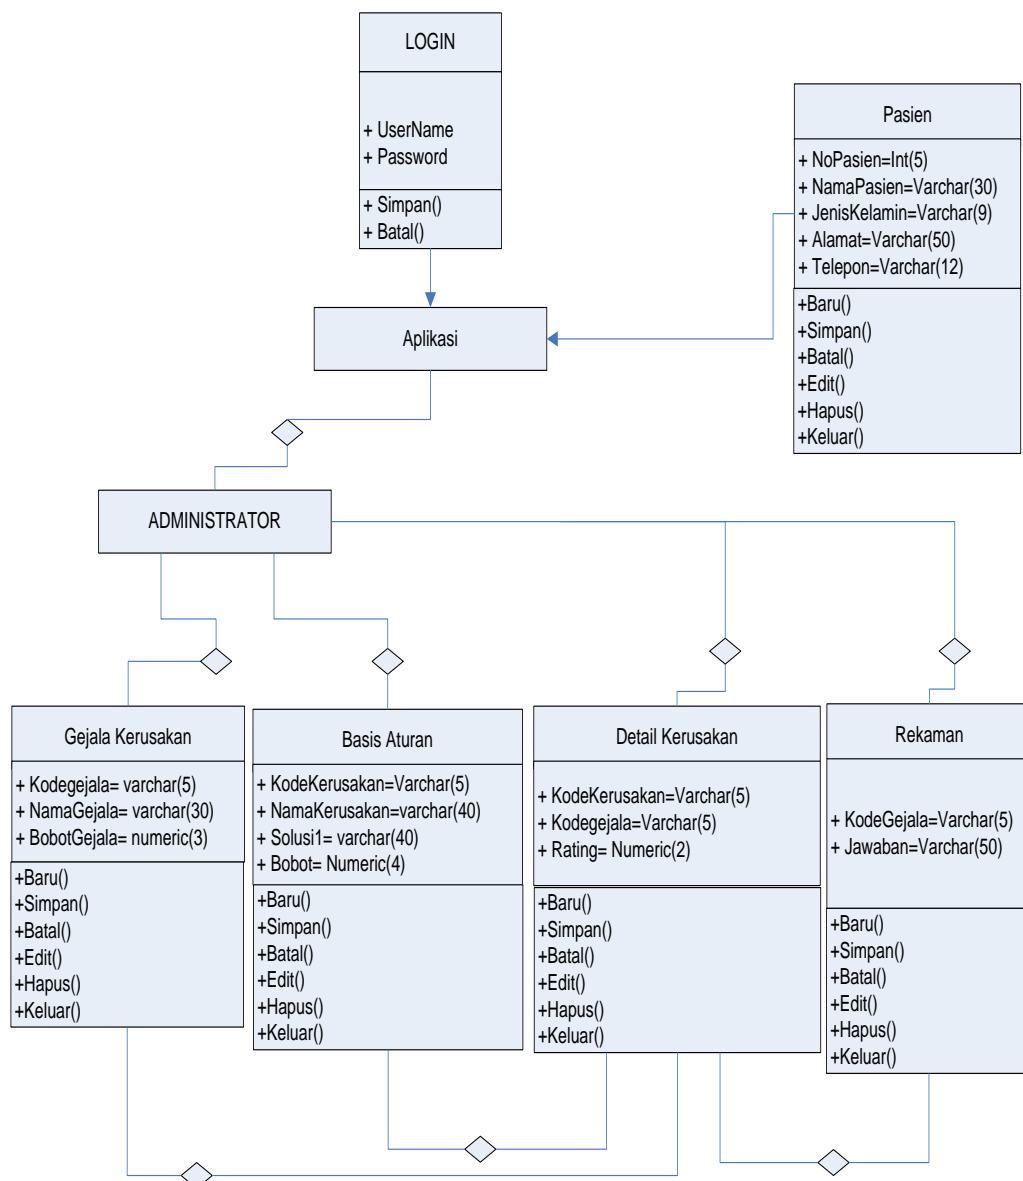 LOGIN
+ UserName
+ Password
+ Simpan()
+ Batal()
Pasien
+ NoPasien=Int(5)
+ NamaPasien=Varchar(30)
+ JenisKelamin=Varchar(9)
+ Alamat=Varchar(50)
+ Telepon=Varchar(12)
+Baru()
+Simpan()
+Batal()
+Edit()
+Hapus()
+Keluar()
Aplikasi
ADMINISTRATOR
Gejala Kerusakan
+ Kodegejala= varchar(5)
+ NamaGejala= varchar(30)
+ BobotGejala= numeric(3)
+Baru()
+Simpan()
+Batal()
+Edit()
+Hapus()
+Keluar()
Basis Aturan
+ KodeKerusakan=Varchar(5)
+ NamaKerusakan=varchar(40)
+ Solusi1= varchar(40)
+ Bobot= Numeric(4)
+Baru()
+Simpan()
+Batal()
+Edit()
+Hapus()
+Keluar()
Detail Kerusakan
+ KodeKerusakan=Varchar(5)
+ Kodegejala=Varchar(5)
+ Rating= Numeric(2)
+Baru()
+Simpan()
+Batal()
+Edit()
+Hapus()
+Keluar()
Rekaman
+ KodeGejala=Varchar(5)
+ Jawaban=Varchar(50)
+Baru()
+Simpan()
+Batal()
+Edit()
+Hapus()
+Keluar()